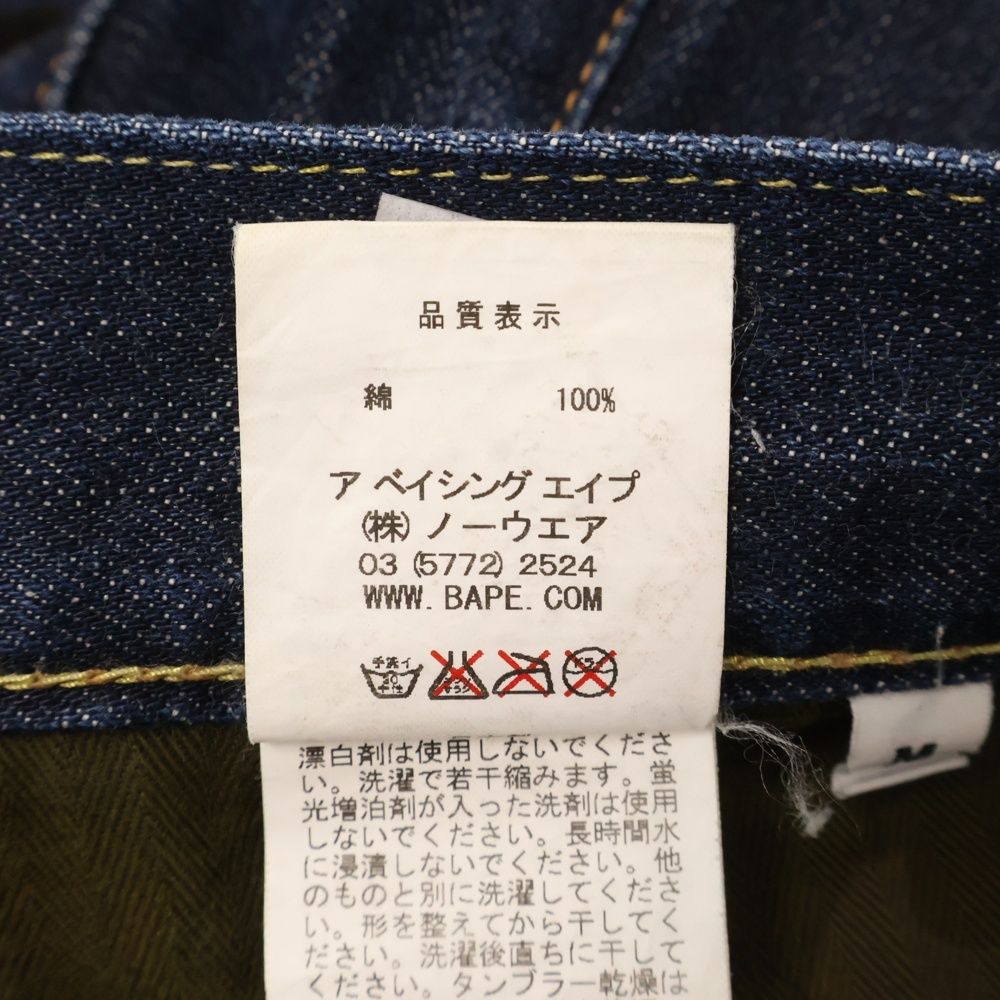 品質表示
綿 100%
ア ベイシング エイプ
(株) ノーウエア
03 (5772) 2524
WWW. BAPE. COM
手洗イ
30
中性
漂白剤は使用しないでくださ
い。洗濯で若干縮みます。蛍
光増泊剤が入った洗剤は使用
しないでください。長時間水
に浸漬しないでください。他
のものと別に洗濯してくださ
い。形を整えてから干してく
ださい。洗濯後直ちに干して
ください。タンブラー乾燥は
M